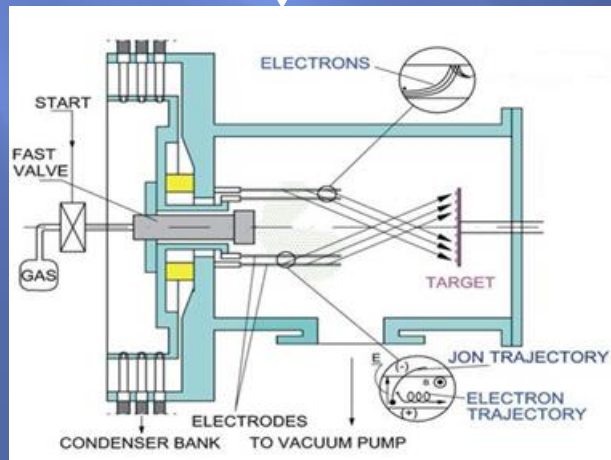 ELECTRONS
START
FAST
VALVE
GAS
TARGET
E
(-)
JON TRAJECTORY
B
ELECTRON
TRAJECTORY
(+)
ELECTRODES
CONDENSER BANK
TO VACUUM PUMP